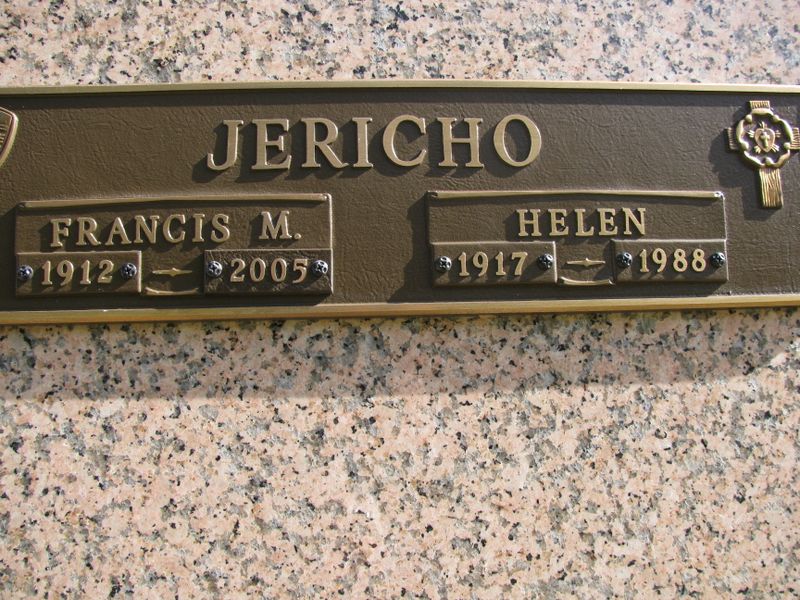 JERICHO
FRANCIS M.
1912 2005
HELEN
1917 1988